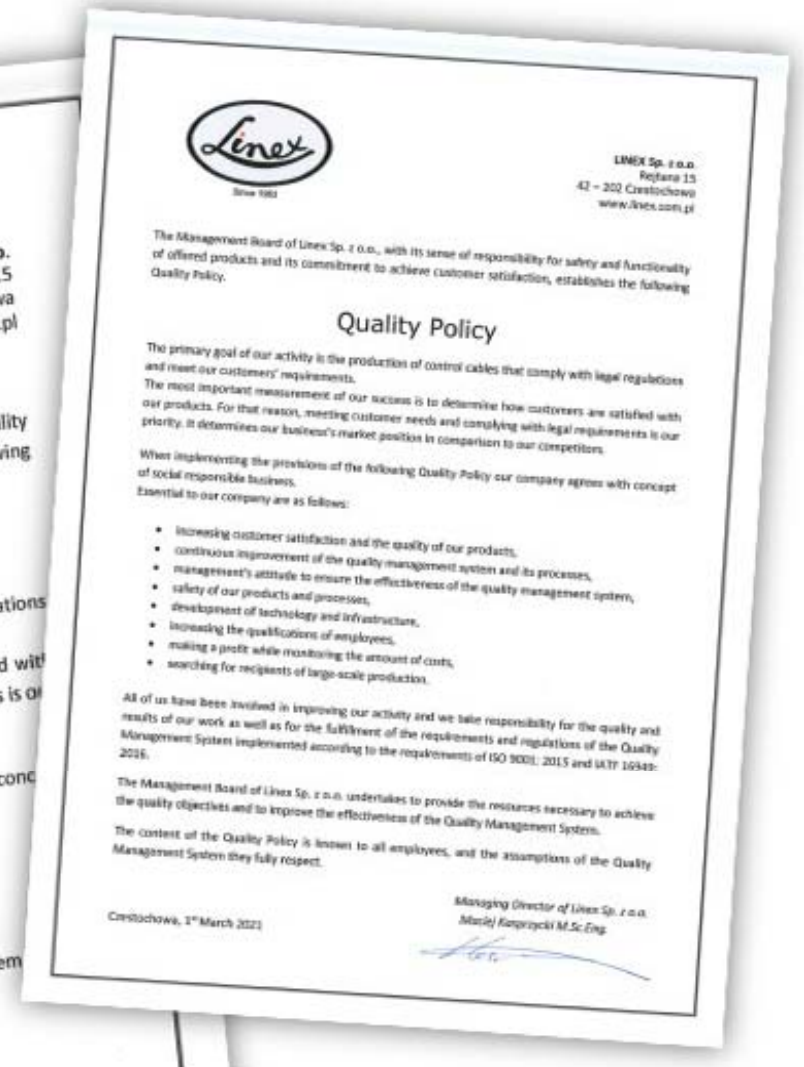 Linex
Since 1983
LINEX Sp. z o.o.
Rejtana 15
42 – 202 Czestochowa
www.linex.com.pl
The Management Board of Linex Sp. z o.o., with its sense of responsibility for safety and functionality
of offered products and its commitment to achieve customer satisfaction, establishes the following
Quality Policy.
Quality Policy
The primary goal of our activity is the production of control cables that comply with legal regulations
and meet our customers' requirements.
The most important measurement of our success is to determine how customers are satisfied with
our products. For that reason, meeting customer needs and complying with legal requirements is our
priority. It determines our business's market position in comparison to our competitors.
When implementing the provisions of the following Quality Policy our company agrees with concept
of social responsible business.
Essential to our company are as follows:
• increasing customer satisfaction and the quality of our products,
• continuous improvement of the quality management system and its processes,
• management's attitude to ensure the effectiveness of the quality management system,
• safety of our products and processes,
• development of technology and infrastructure,
• increasing the qualifications of employees,
• making a profit while monitoring the amount of costs,
• searching for recipients of large-scale production.
All of us have been involved in improving our activity and we take responsibility for the quality and
results of our work as well as for the fulfillment of the requirements and regulations of the Quality
Management System implemented according to the requirements of ISO 9001: 2015 and IATF 16949:
2016.
The Management Board of Linex Sp. z o.o. undertakes to provide the resources necessary to achieve
the quality objectives and to improve the effectiveness of the Quality Management System.
The content of the Quality Policy is known to all employees, and the assumptions of the Quality
Management System they fully respect.
Czestochowa, 1st March 2021
Managing Director of Linex Sp. z o.o.
Maciej Kasprzycki M.Sc.Eng.